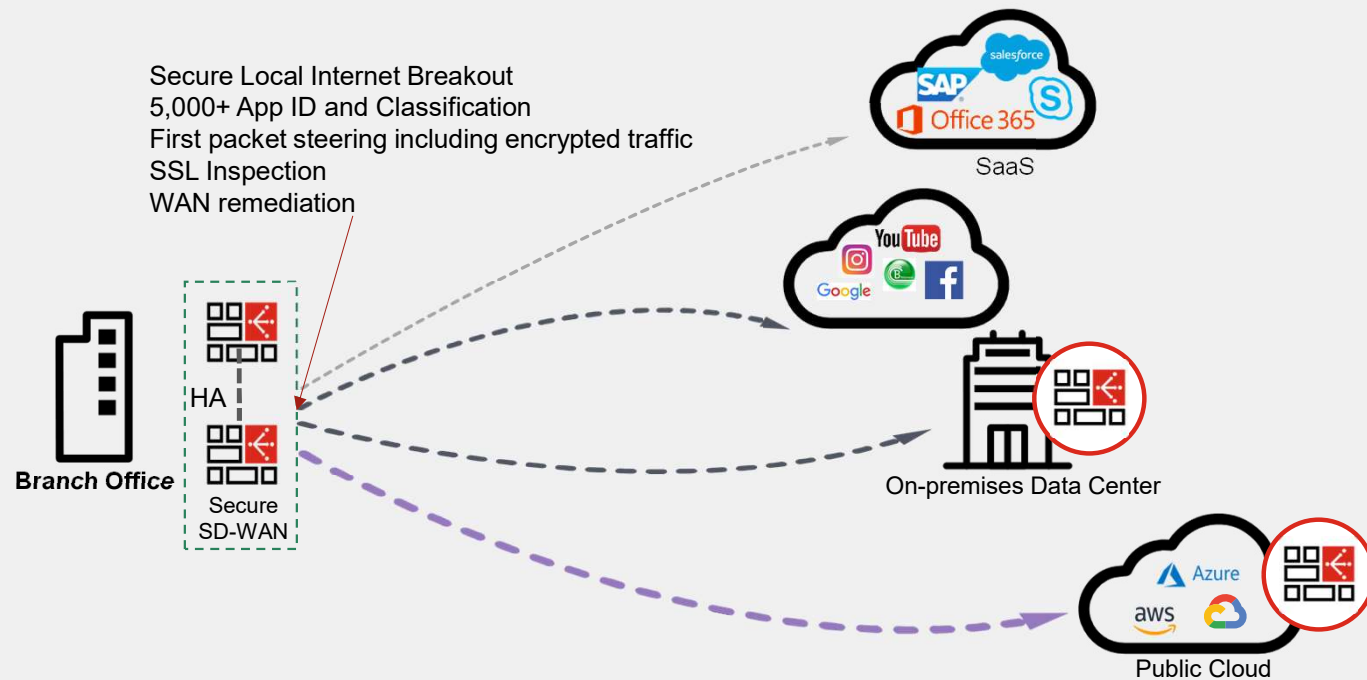 Secure Local Internet Breakout
5,000+ App ID and Classification
First packet steering including encrypted traffic
SSL Inspection
WAN remediation
salesforce
SAP
S
Office 365
SaaS
YouTube
Google
B
f
HA
Branch Office
Secure
SD-WAN
On-premises Data Center
Azure
aws
Public Cloud